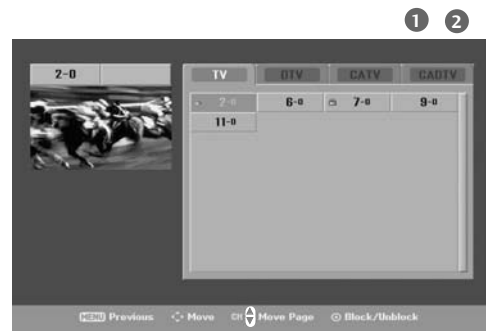 1 2
2-0 TV DTV CATV CADTV
2-0 6-0 7-0 9-0
11-0
MENU Previous Move CH Move Page Block/Unblock